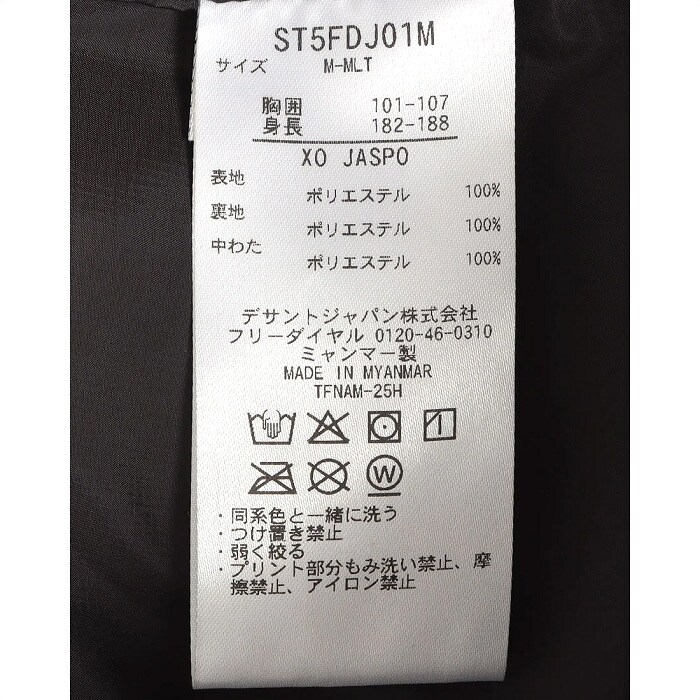 ST5FDJ01M
サイズ M-MLT
胸囲 101-107
身長 182-188
XO JASPO
表地 ポリエステル 100%
裏地 ポリエステル 100%
中わた ポリエステル 100%
デサントジャパン株式会社
フリーダイヤル 0120-46-0310
ミャンマー製
MADE IN MYANMAR
TFNAM-25H
W
・同系色と一緒に洗う
・つけ置き禁止
・弱く絞る
・プリント部分もみ洗い禁止、摩
擦禁止、アイロン禁止